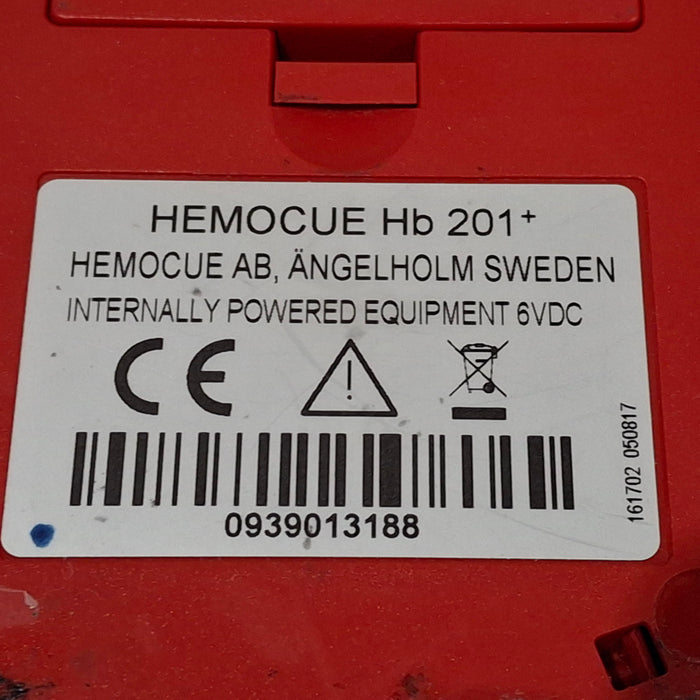 HEMOCUE Hb 201+
HEMOCUE AB, ÄNGELHOLM SWEDEN
INTERNALLY POWERED EQUIPMENT 6VDC
CE
0939013188
161702 050817